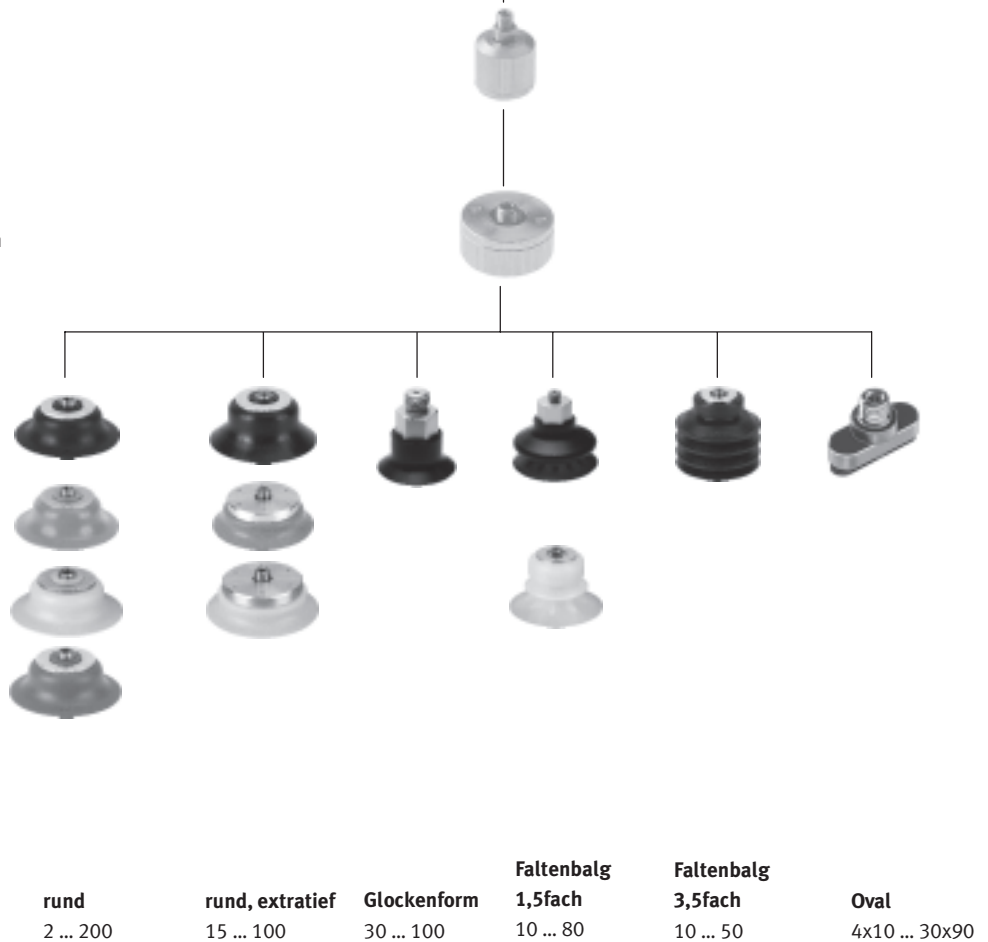 rund
2 ... 200
rund, extratief
15 ... 100
Glockenform
30 ... 100
Faltenbalg
1,5fach
10 ... 80
Faltenbalg
3,5fach
10 ... 50
Oval
4x10 ... 30x90